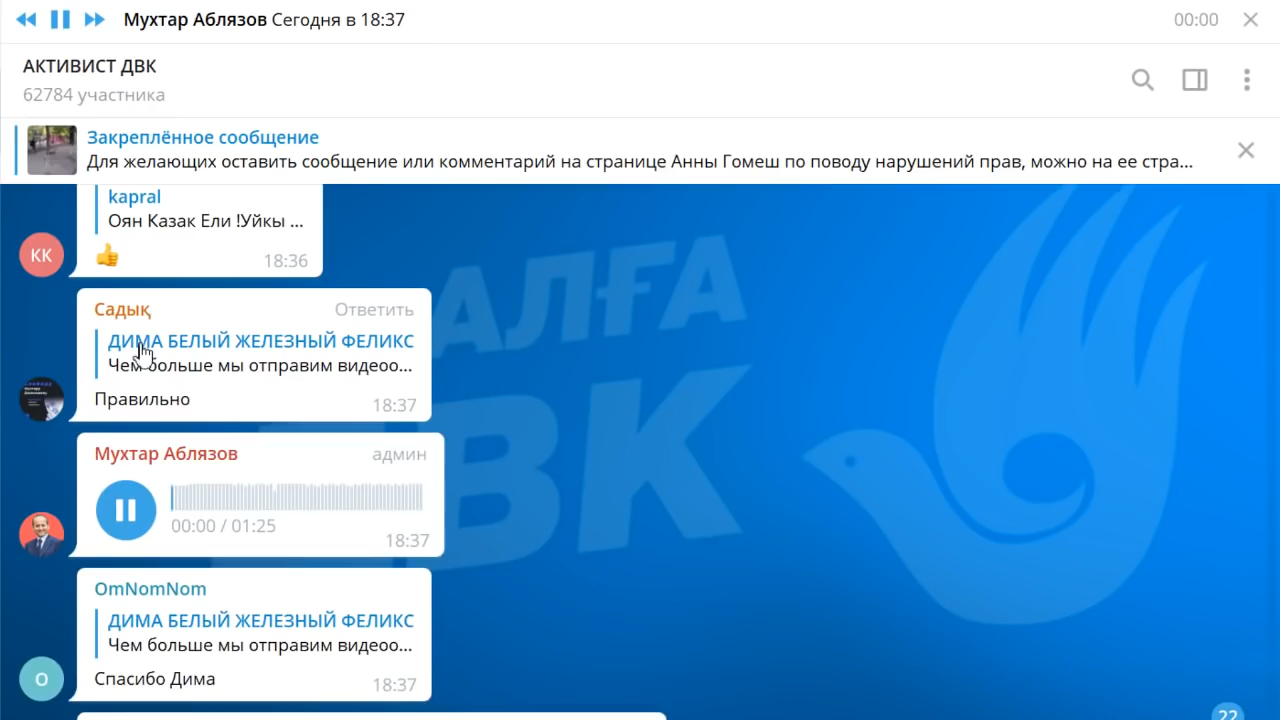 Мухтар Аблязов Сегодня в 18:37
00:00
АКТИВИСТ ДВК
62784 участника
Закреплённое сообщение
Для желающих оставить сообщение или комментарий на странице Анны Гомеш по поводу нарушений прав, можно на ее стра...
kapral
Оян Казак Ели !Уйкы ...
👍
18:36
КК
Садық
Ответить
ДИМА БЕЛЫЙ ЖЕЛЕЗНЫЙ ФЕЛИКС
Чем больше мы отправим видеоо...
Правильно
18:37
Мухтар Аблязов
админ
00:00 / 01:25
18:37
OmNomNom
ДИМА БЕЛЫЙ ЖЕЛЕЗНЫЙ ФЕЛИКС
Чем больше мы отправим видеоо...
Спасибо Дима
18:37
О
АЛҒА
ДВК
22